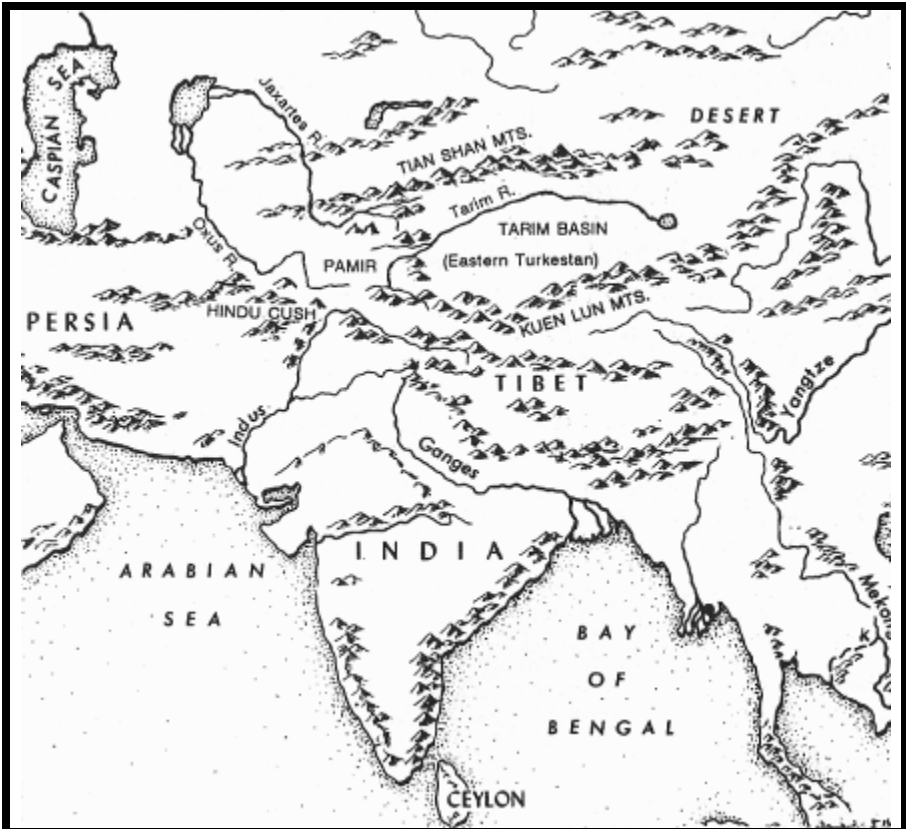 CASPIAN SEA
Jaxartes R.
DESERT
TIAN SHAN MTS.
Tarim R.
TARIM BASIN
Oxus R.
PAMIR
(Eastern Turkestan)
HINDU CUSH
KUEN LUN MTS.
PERSIA
TIBET
Yangtze
Indus
Ganges
INDIA
ARABIAN
SEA
Mekong
BAY
OF
BENGAL
K
CEYLON